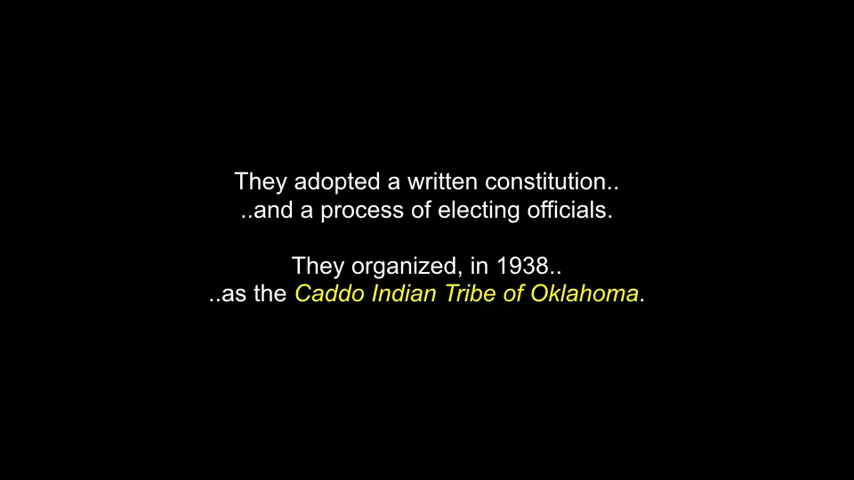 They adopted a written constitution..
..and a process of electing officials.
They organized, in 1938..
..as the Caddo Indian Tribe of Oklahoma.